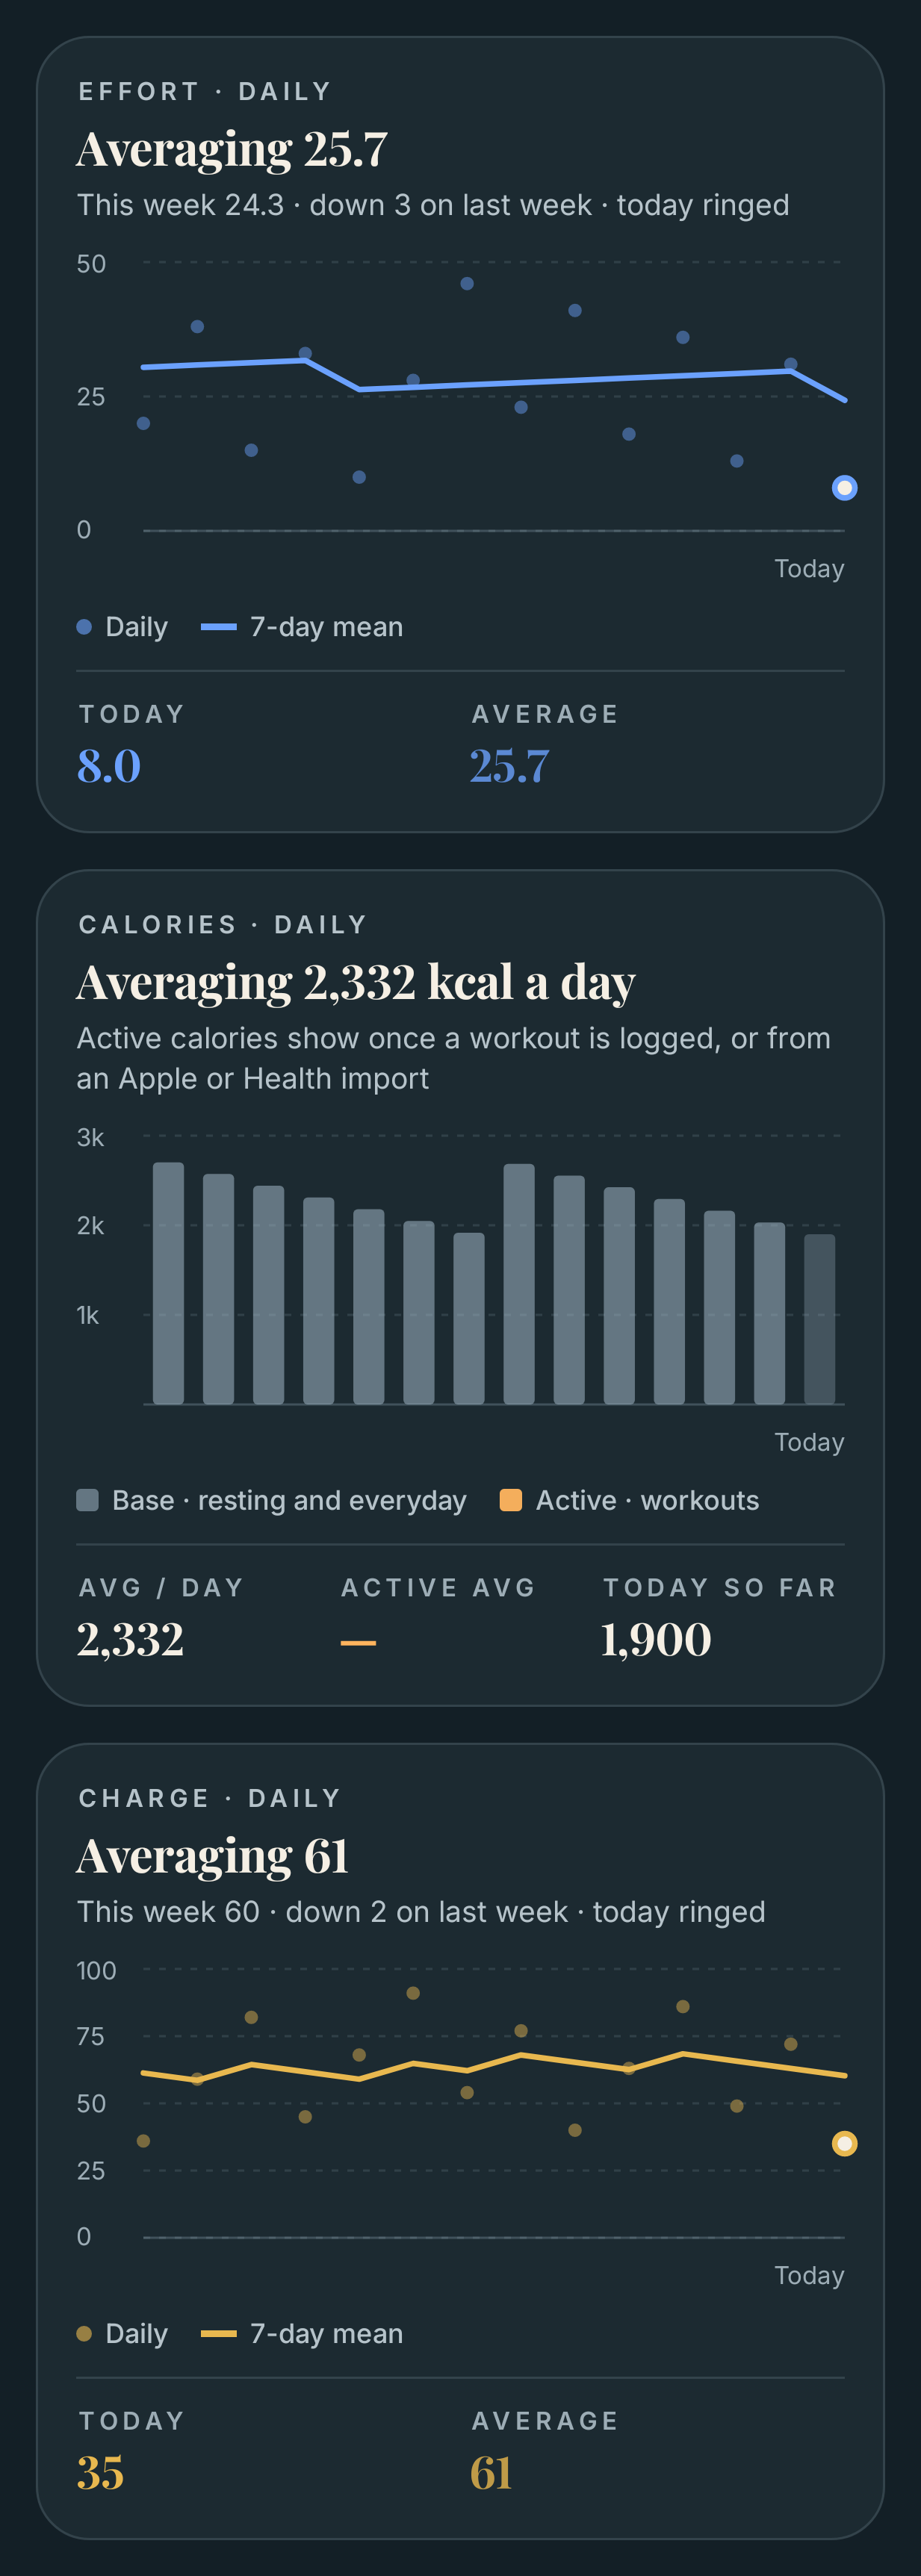 EFFORT · DAILY
Averaging 25.7
This week 24.3 · down 3 on last week · today ringed
50
25
0
Today
Daily
7-day mean
TODAY
AVERAGE
8.0
25.7
CALORIES · DAILY
Averaging 2,332 kcal a day
Active calories show once a workout is logged, or from
an Apple or Health import
3k
2k
1k
Today
Base · resting and everyday
Active · workouts
AVG / DAY
ACTIVE AVG
TODAY SO FAR
2,332
—
1,900
CHARGE · DAILY
Averaging 61
This week 60 · down 2 on last week · today ringed
100
75
50
25
0
Today
Daily
7-day mean
TODAY
AVERAGE
35
61